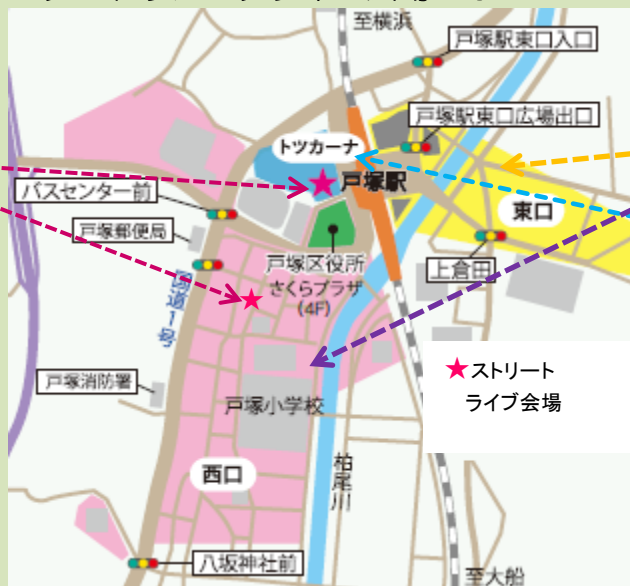 至横浜
戸塚駅東口入口
戸塚駅東口広場出口
トツカーナ
戸塚駅
バスセンター前
東口
戸塚郵便局
戸塚区役所
さくらプラザ
(4F)
上倉田
国道1号
★ストリート
ライブ会場
戸塚消防署
戸塚小学校
西口
柏尾川
八坂神社前
至大船